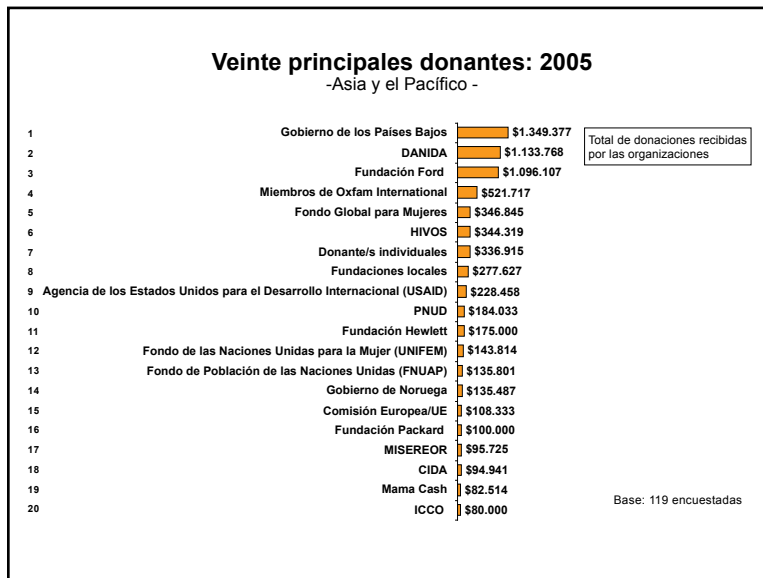 Veinte principales donantes: 2005
-Asia y el Pacífico -
1 Gobierno de los Países Bajos $1.349.377
Total de donaciones recibidas
por las organizaciones
2 DANIDA $1.133.768
3 Fundación Ford $1.096.107
4 Miembros de Oxfam International $521.717
5 Fondo Global para Mujeres $346.845
6 HIVOS $344.319
7 Donante/s individuales $336.915
8 Fundaciones locales $277.627
9 Agencia de los Estados Unidos para el Desarrollo Internacional (USAID) $228.458
10 PNUD $184.033
11 Fundación Hewlett $175.000
12 Fondo de las Naciones Unidas para la Mujer (UNIFEM) $143.814
13 Fondo de Población de las Naciones Unidas (FNUAP) $135.801
14 Gobierno de Noruega $135.487
15 Comisión Europea/UE $108.333
16 Fundación Packard $100.000
17 MISEREOR $95.725
18 CIDA $94.941
19 Mama Cash $82.514
20 ICCO $80.000
Base: 119 encuestadas